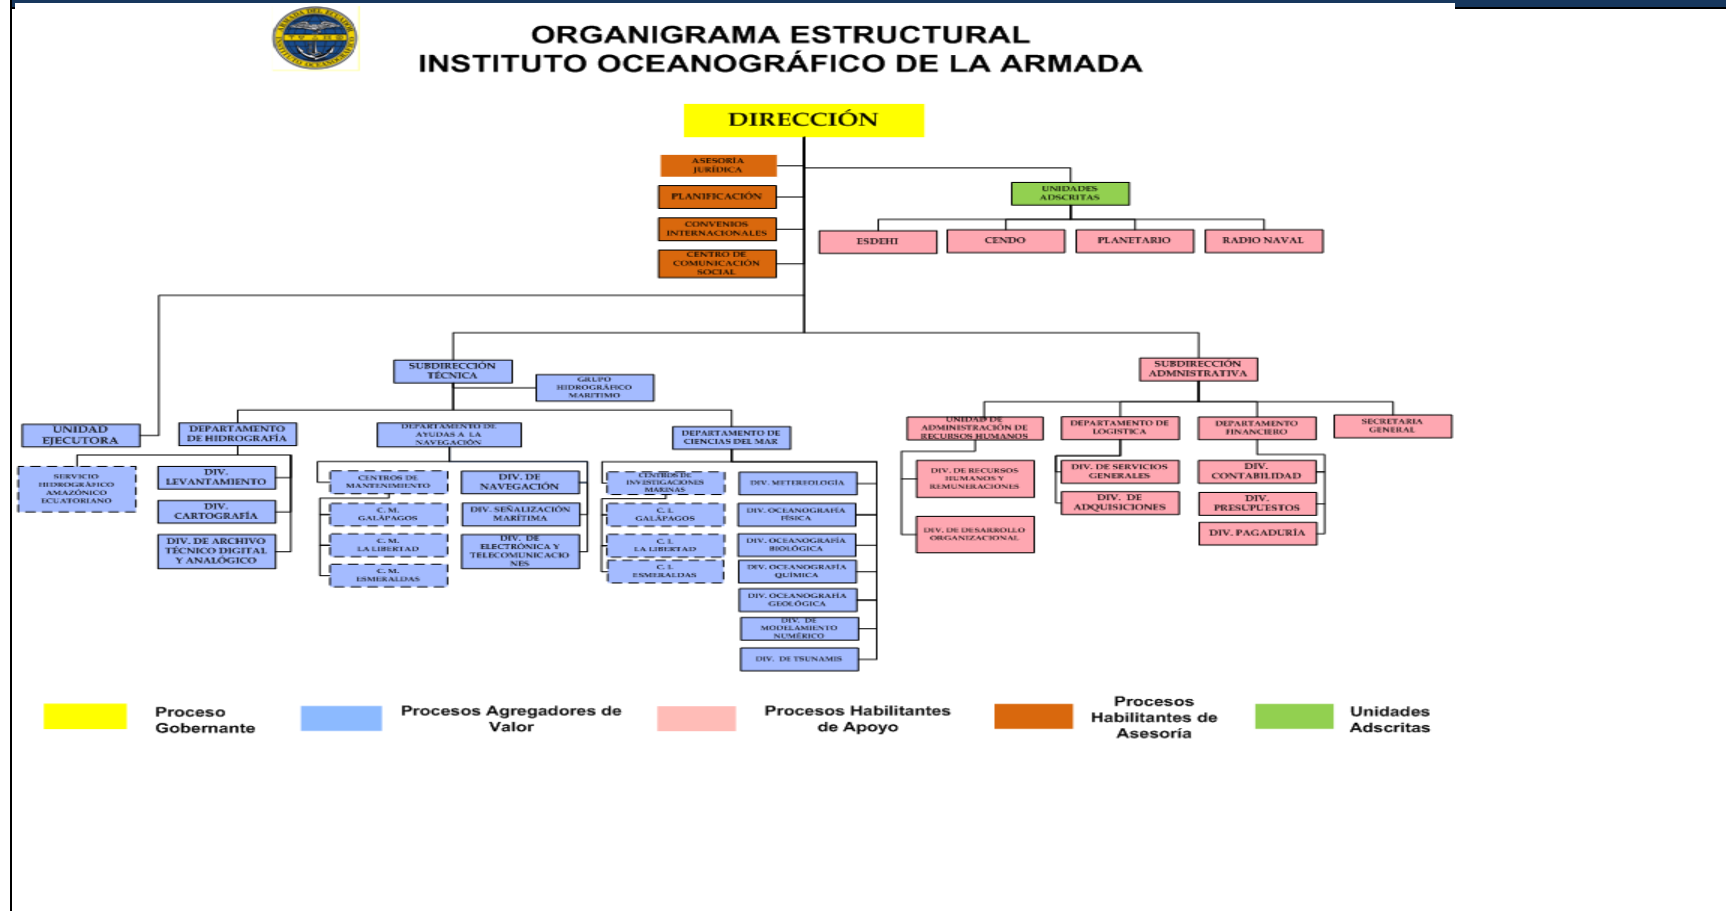 ARMADA DEL ECUADOR
INSTITUTO OCEANOGRÁFICO
ORGANIGRAMA ESTRUCTURAL
INSTITUTO OCEANOGRÁFICO DE LA ARMADA
DIRECCIÓN
ASESORÍA
JURÍDICA
PLANIFICACIÓN
CONVENIOS
INTERNACIONALES
CENTRO DE
COMUNICACIÓN
SOCIAL
UNIDADES
ADSCRITAS
ESDEHI
CENDO
PLANETARIO
RADIO NAVAL
SUBDIRECCIÓN
TÉCNICA
GRUPO
HIDROGRÁFICO
MARITIMO
SUBDIRECCIÓN
ADMNISTRATIVA
UNIDAD
EJECUTORA
SERVICIO
HIDROGRÁFICO
AMAZÓNICO
ECUATORIANO
DEPARTAMENTO
DE HIDROGRAFÍA
DIV.
LEVANTAMIENTO
DIV.
CARTOGRAFÍA
DIV. DE ARCHIVO
TÉCNICO DIGITAL
Y ANALÓGICO
DEPARTAMENTO DE
AYUDAS A LA
NAVEGACIÓN
CENTROS DE
MANTENIMIENTO
C. M.
GALÁPAGOS
C. M.
LA LIBERTAD
C. M.
ESMERALDAS
DIV. DE
NAVEGACIÓN
DIV. SEÑALIZACIÓN
MARÍTIMA
DIV. DE
ELECTRÓNICA Y
TELECOMUNICACIO
NES
DEPARTAMENTO DE
CIENCIAS DEL MAR
CENTROS DE
INVESTIGACIONES
MARINAS
C. I.
GALÁPAGOS
C. I.
LA LIBERTAD
C. I.
ESMERALDAS
DIV. METEREOLOGÍA
DIV. OCEANOGRAFÍA
FÍSICA
DIV. OCEANOGRAFÍA
BIOLÓGICA
DIV. OCEANOGRAFÍA
QUÍMICA
DIV. OCEANOGRAFÍA
GEOLÓGICA
DIV. DE
MODELAMIENTO
NUMÉRICO
DIV. DE TSUNAMIS
UNIDAD DE
ADMINISTRACIÓN DE
RECURSOS HUMANOS
DIV. DE RECURSOS
HUMANOS Y
REMUNERACIONES
DIV. DE DESARROLLO
ORGANIZACIONAL
DEPARTAMENTO DE
LOGISTICA
DIV. DE SERVICIOS
GENERALES
DIV. DE
ADQUISICIONES
DEPARTAMENTO
FINANCIERO
DIV.
CONTABILIDAD
DIV.
PRESUPUESTOS
DIV. PAGADURÍA
SECRETARIA
GENERAL
Proceso
Gobernante
Procesos Agregadores de
Valor
Procesos Habilitantes
de Apoyo
Procesos
Habilitantes de
Asesoría
Unidades
Adscritas